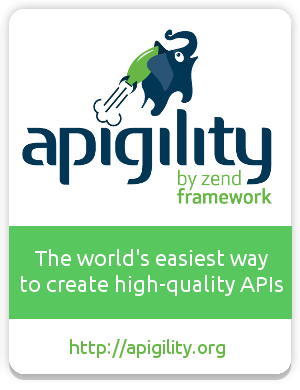 apigility
by zend
framework
The world's easiest way
to create high-quality APIs
http://apigility.org